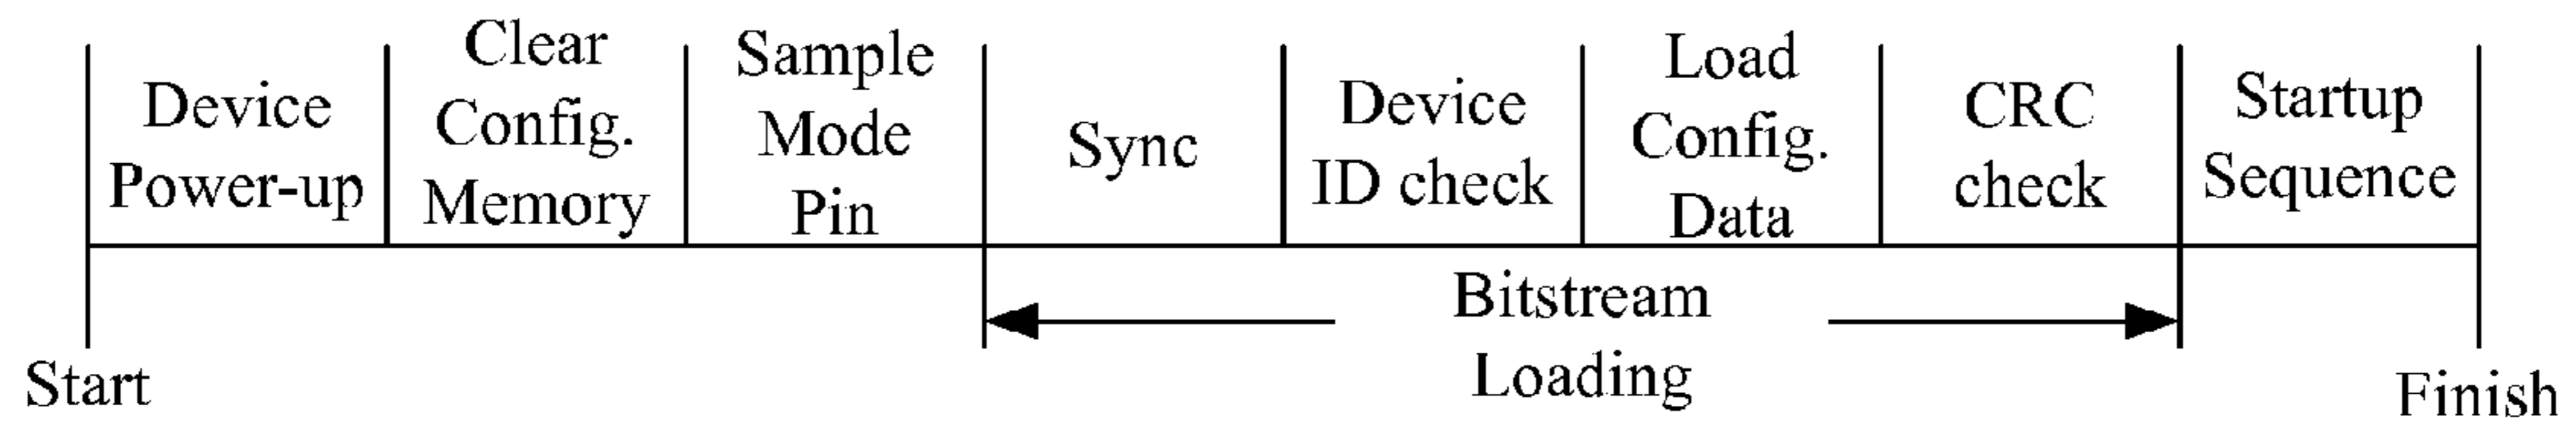 Device
Power-up
Clear
Config.
Memory
Sample
Mode
Pin
Sync
Device
ID check
Load
Config.
Data
CRC
check
Startup
Sequence
Bitstream
Loading
Start
Finish